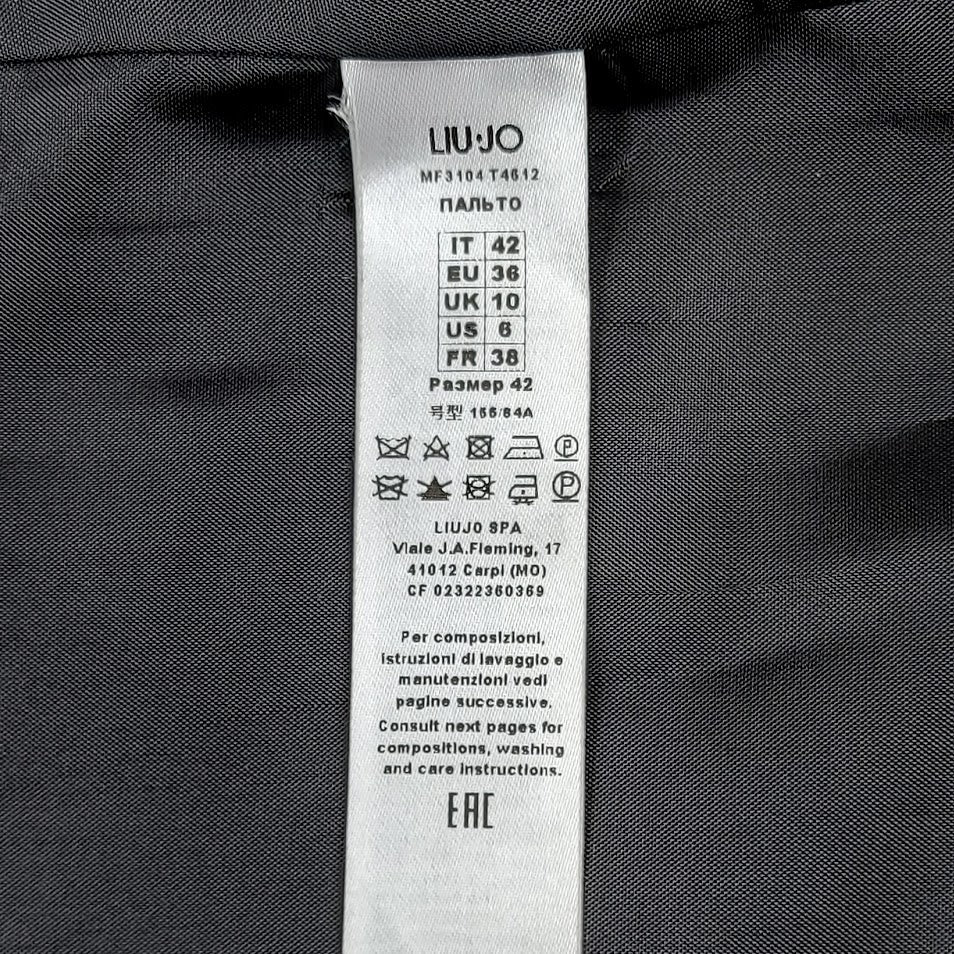 LIU·JO
MF3104 T4612
ПАЛЬТО
IT 42
EU 36
UK 10
US 6
FR 38
Размер 42
号型 155/84A
P
P
LIUJO SPA
Viale J.A.Fleming, 17
41012 Carpi (MO)
CF 02322360369
Per composizioni,
istruzioni di lavaggio e
manutenzioni vedi
pagine successive.
Consult next pages for
compositions, washing
and care instructions.
EAC